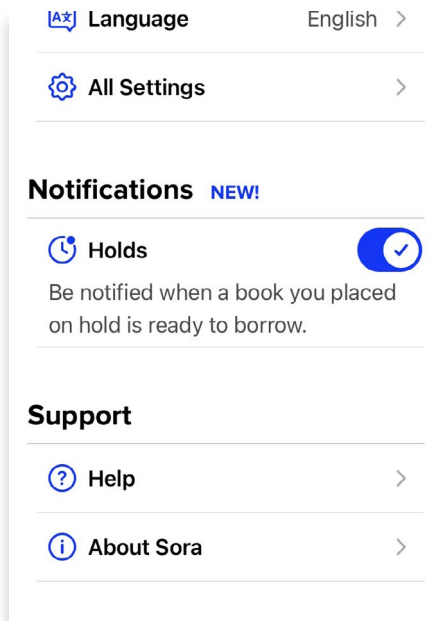 Language English
All Settings
Notifications NEW!
Holds
Be notified when a book you placed
on hold is ready to borrow.
Support
Help
About Sora